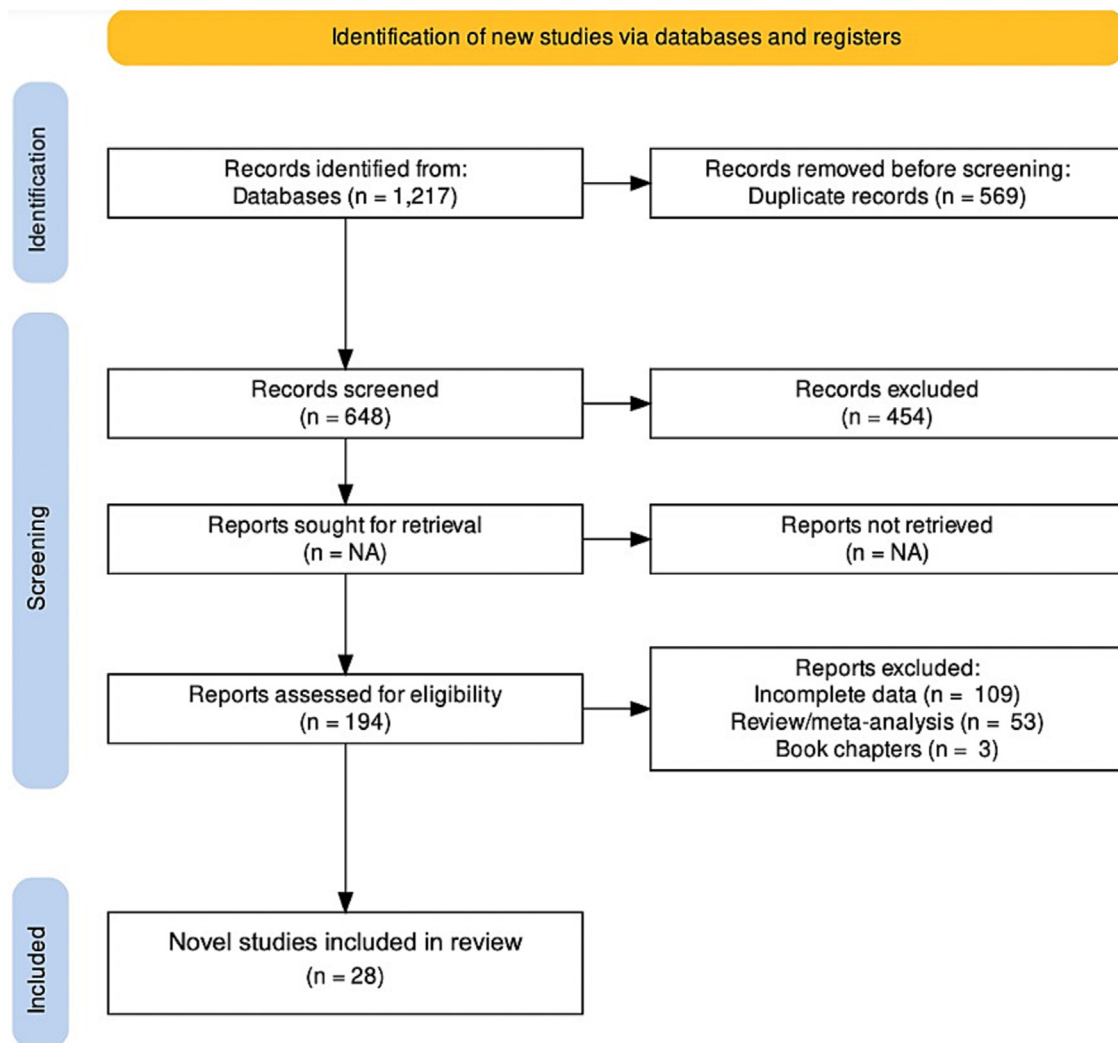 Identification of new studies via databases and registers
Identification
Records identified from:
Databases (n = 1,217)
Records removed before screening:
Duplicate records (n = 569)
Screening
Records screened
(n = 648)
Records excluded
(n = 454)
Reports sought for retrieval
(n = NA)
Reports not retrieved
(n = NA)
Reports assessed for eligibility
(n = 194)
Reports excluded:
Incomplete data (n = 109)
Review/meta-analysis (n = 53)
Book chapters (n = 3)
Included
Novel studies included in review
(n = 28)